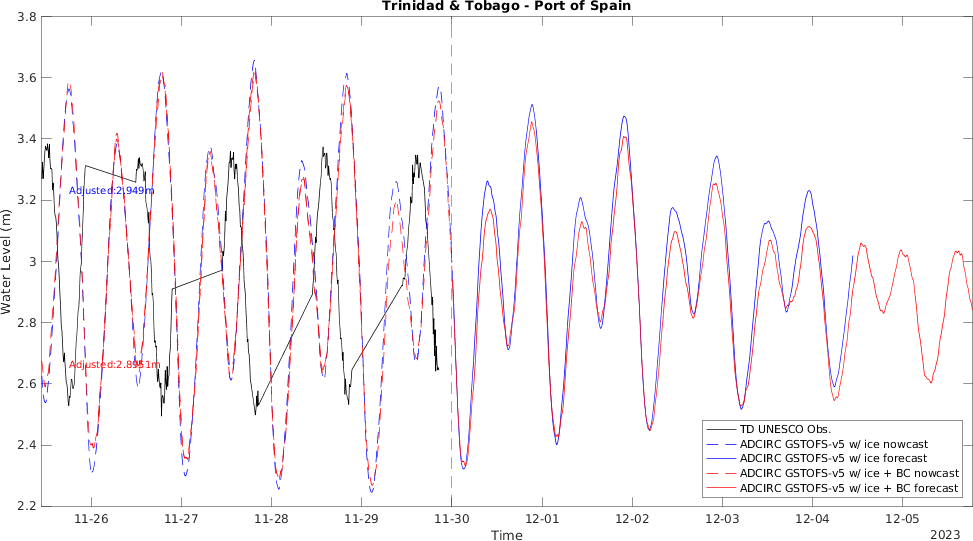 Trinidad & Tobago - Port of Spain
3.8
3.6
3.4
3.2
3
2.8
2.6
2.4
2.2
Water Level (m)
Adjusted:2.949m
Adjusted:2.8951m
TD UNESCO Obs.
ADCIRC GSTOFS-v5 w/ ice nowcast
ADCIRC GSTOFS-v5 w/ ice forecast
ADCIRC GSTOFS-v5 w/ ice + BC nowcast
ADCIRC GSTOFS-v5 w/ ice + BC forecast
11-26 11-27 11-28 11-29 11-30 12-01 12-02 12-03 12-04 12-05
Time
2023